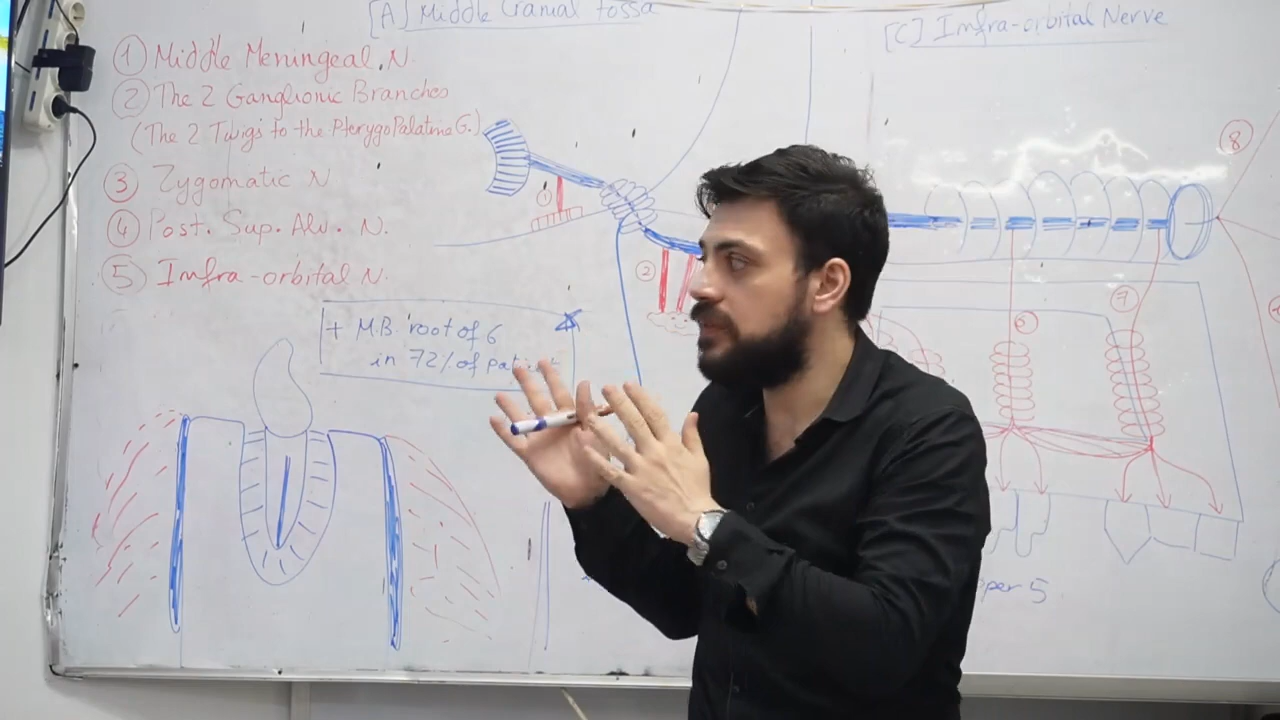 [A] Middle Cranial Fossa
① Middle Meningeal N.
② The 2 Ganglionic Branches
(The 2 Twigs to the PterygoPalatine G.)
③ Zygomatic N
④ Post. Sup. Alv. N.
⑤ Infra-orbital N.
+ M.B. root of 6
in 72% of patient
[C] Infra-orbital Nerve
①
②
⑦
⑧
per 5